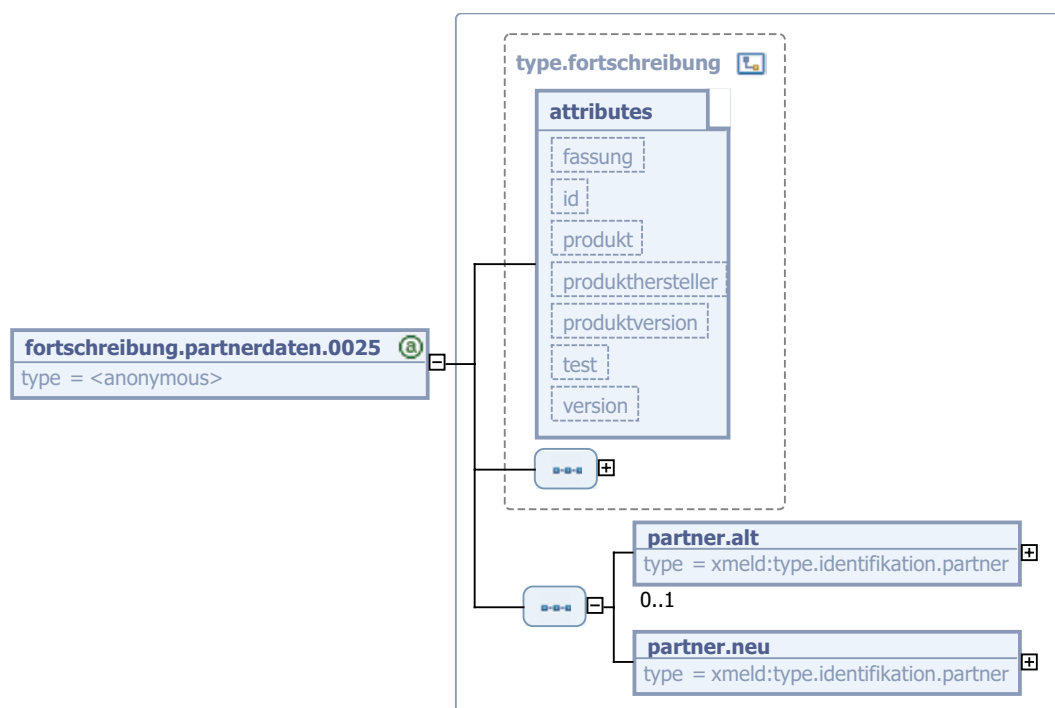 type.fortschreibung
attributes
fassung
id
produkt
produkthersteller
produktversion
test
version
fortschreibung.partnerdaten.0025 a
type = <anonymous>
partner.alt
type = xmeld:type.identifikation.partner
0..1
partner.neu
type = xmeld:type.identifikation.partner